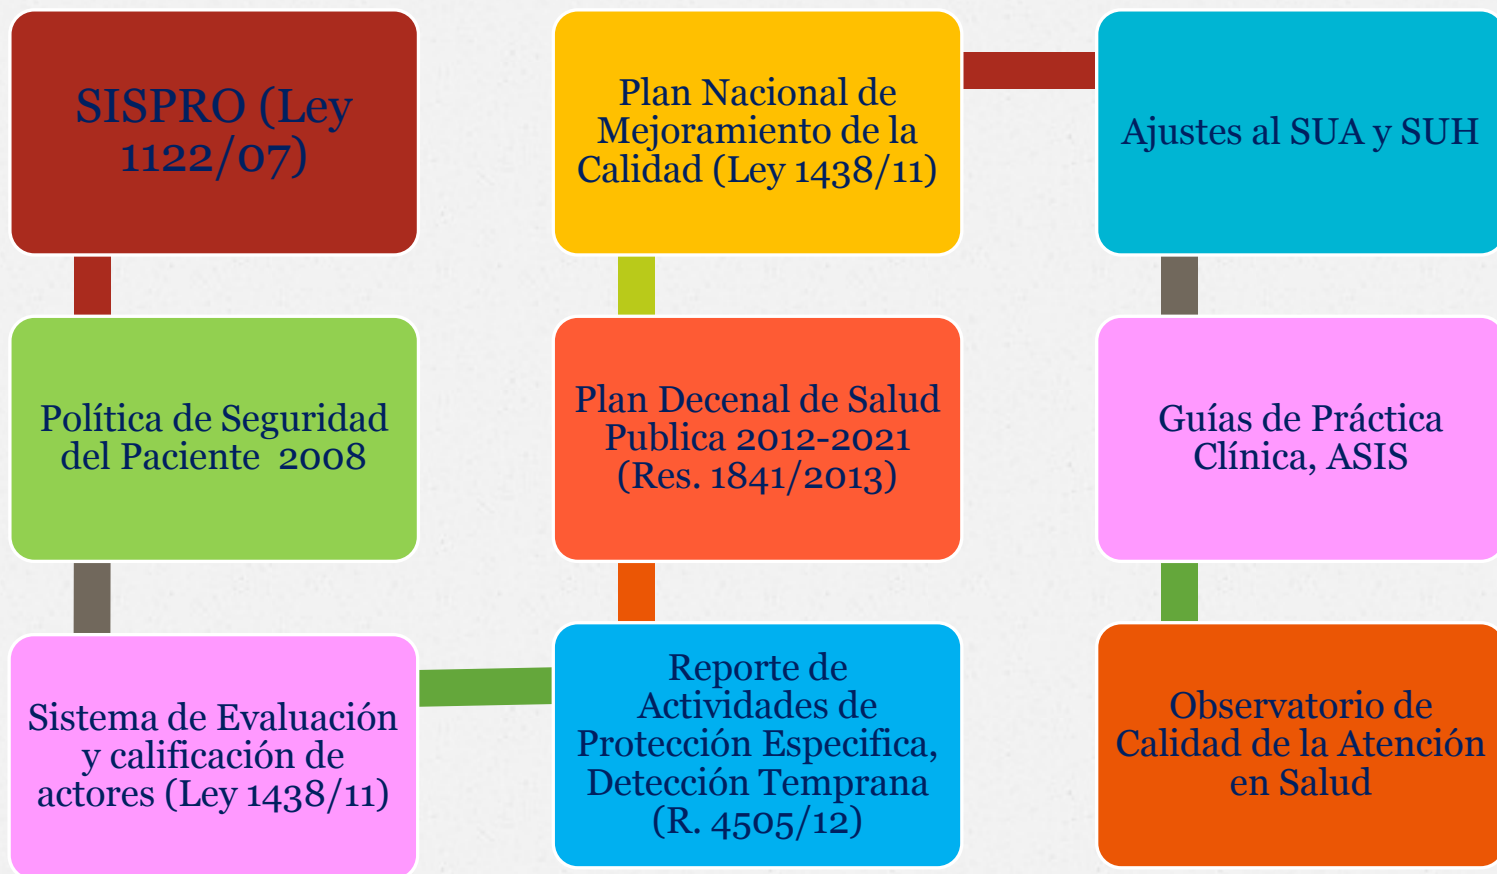 SISPRO (Ley
1122/07)
Política de Seguridad
del Paciente 2008
Sistema de Evaluación
y calificación de
actores (Ley 1438/11)
Reporte de
Actividades de
Protección Especifica,
Detección Temprana
(R. 4505/12)
Plan Decenal de Salud
Publica 2012-2021
(Res. 1841/2013)
Plan Nacional de
Mejoramiento de la
Calidad (Ley 1438/11)
Ajustes al SUA y SUH
Guías de Práctica
Clínica, ASIS
Observatorio de
Calidad de la Atención
en Salud